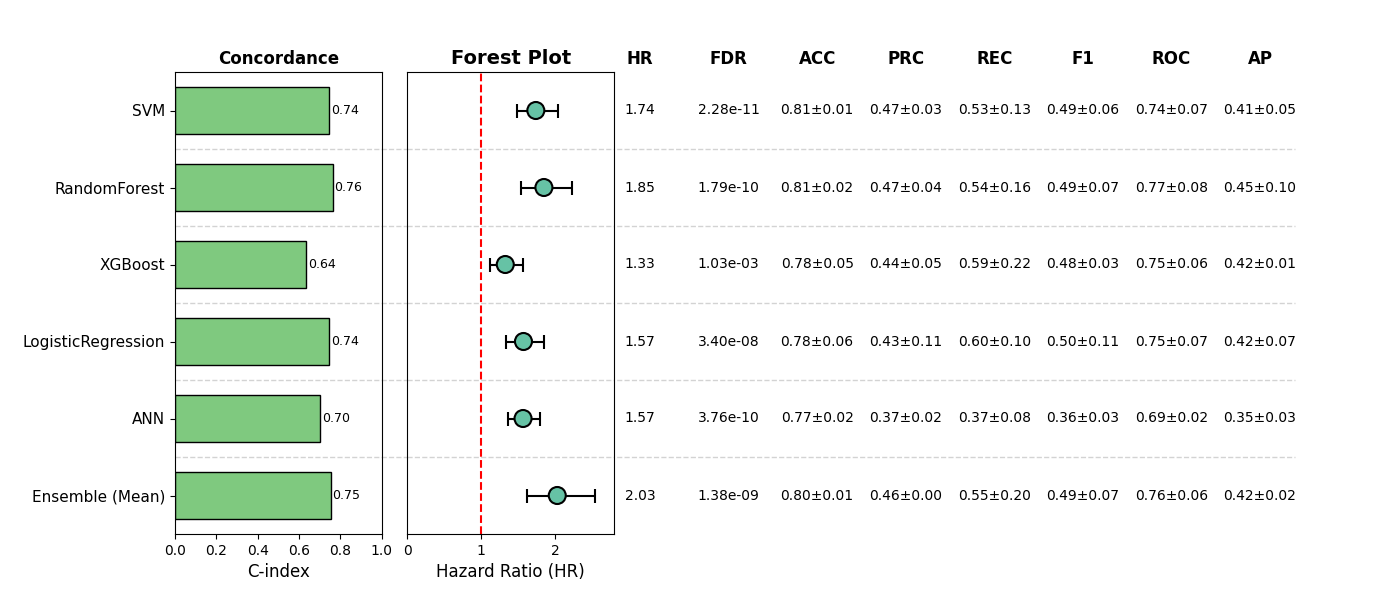 Concordance Forest Plot HR FDR ACC PRC REC F1 ROC AP
SVM 0.74 1.74 2.28e-11 0.81±0.01 0.47±0.03 0.53±0.13 0.49±0.06 0.74±0.07 0.41±0.05
RandomForest 0.76 1.85 1.79e-10 0.81±0.02 0.47±0.04 0.54±0.16 0.49±0.07 0.77±0.08 0.45±0.10
XGBoost 0.64 1.33 1.03e-03 0.78±0.05 0.44±0.05 0.59±0.22 0.48±0.03 0.75±0.06 0.42±0.01
LogisticRegression 0.74 1.57 3.40e-08 0.78±0.06 0.43±0.11 0.60±0.10 0.50±0.11 0.75±0.07 0.42±0.07
ANN 0.70 1.57 3.76e-10 0.77±0.02 0.37±0.02 0.37±0.08 0.36±0.03 0.69±0.02 0.35±0.03
Ensemble (Mean) 0.75 2.03 1.38e-09 0.80±0.01 0.46±0.00 0.55±0.20 0.49±0.07 0.76±0.06 0.42±0.02
0.0 0.2 0.4 0.6 0.8 1.0 0 1 2
C-index Hazard Ratio (HR)